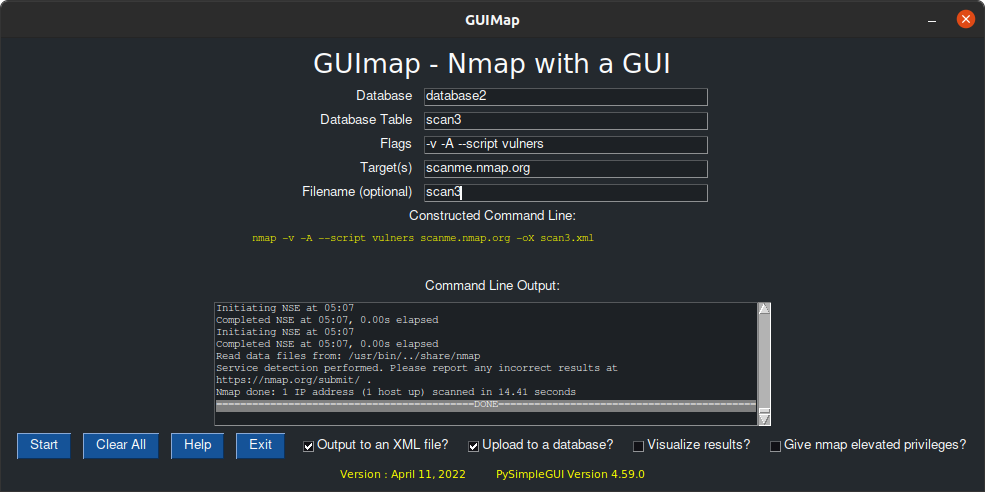 GUIMap
GUImap - Nmap with a GUI
Database database2
Database Table scan3
Flags -v -A --script vulners
Target(s) scanme.nmap.org
Filename (optional) scan3
Constructed Command Line:
nmap -v -A --script vulners scanme.nmap.org -oX scan3.xml
Command Line Output:
Initiating NSE at 05:07
Completed NSE at 05:07, 0.00s elapsed
Initiating NSE at 05:07
Completed NSE at 05:07, 0.00s elapsed
Read data files from: /usr/bin/../share/nmap
Service detection performed. Please report any incorrect results at
https://nmap.org/submit/ .
Nmap done: 1 IP address (1 host up) scanned in 14.41 seconds
DONE
Start Clear All Help Exit Output to an XML file? Upload to a database? Visualize results? Give nmap elevated privileges?
Version : April 11, 2022 PySimpleGUI Version 4.59.0